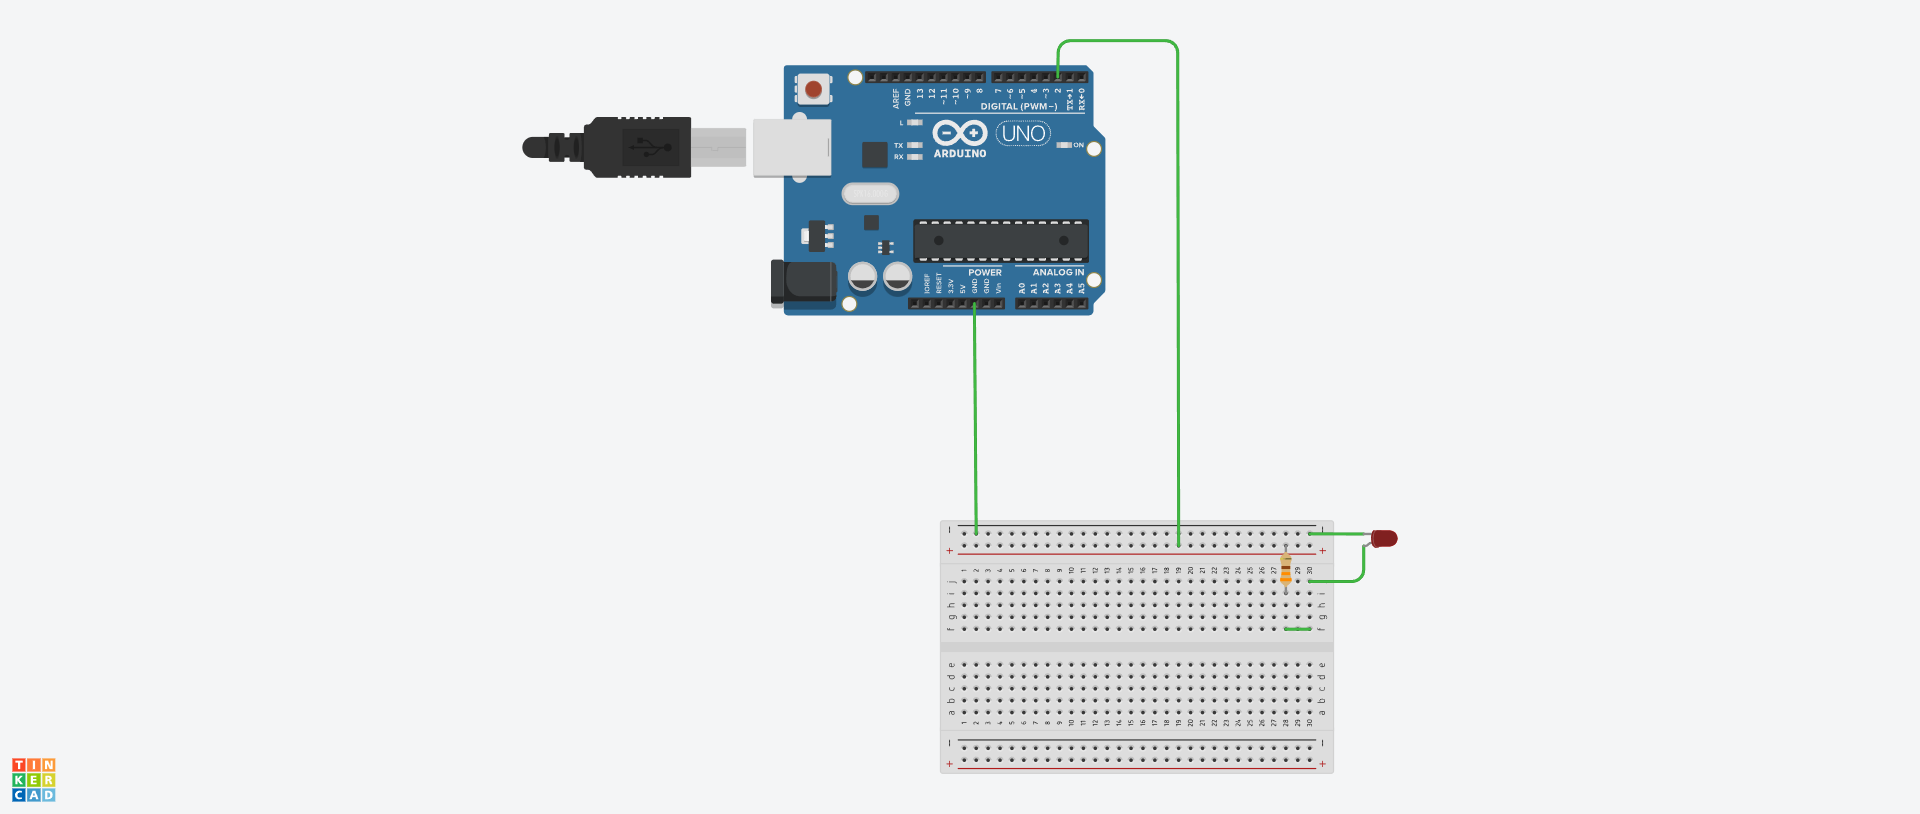 AREF GND 13 12 ~11 ~10 ~9 8 7 ~6 ~5 4 ~3 2 TX→1 RX←0
DIGITAL (PWM~)
L
TX
RX
ARDUINO
UNO
ON
POWER
ANALOG IN
IOREF RESET 3.3V 5V GND GND Vin A0 A1 A2 A3 A4 A5
− −
+ +
1 2 3 4 5 6 7 8 9 10 11 12 13 14 15 16 17 18 19 20 21 22 23 24 25 26 27 29 30
j
i i
h h
g g
f f
e e
d d
c c
b b
a a
1 2 3 4 5 6 7 8 9 10 11 12 13 14 15 16 17 18 19 20 21 22 23 24 25 26 27 28 29 30
− −
+ +
TIN
KER
CAD